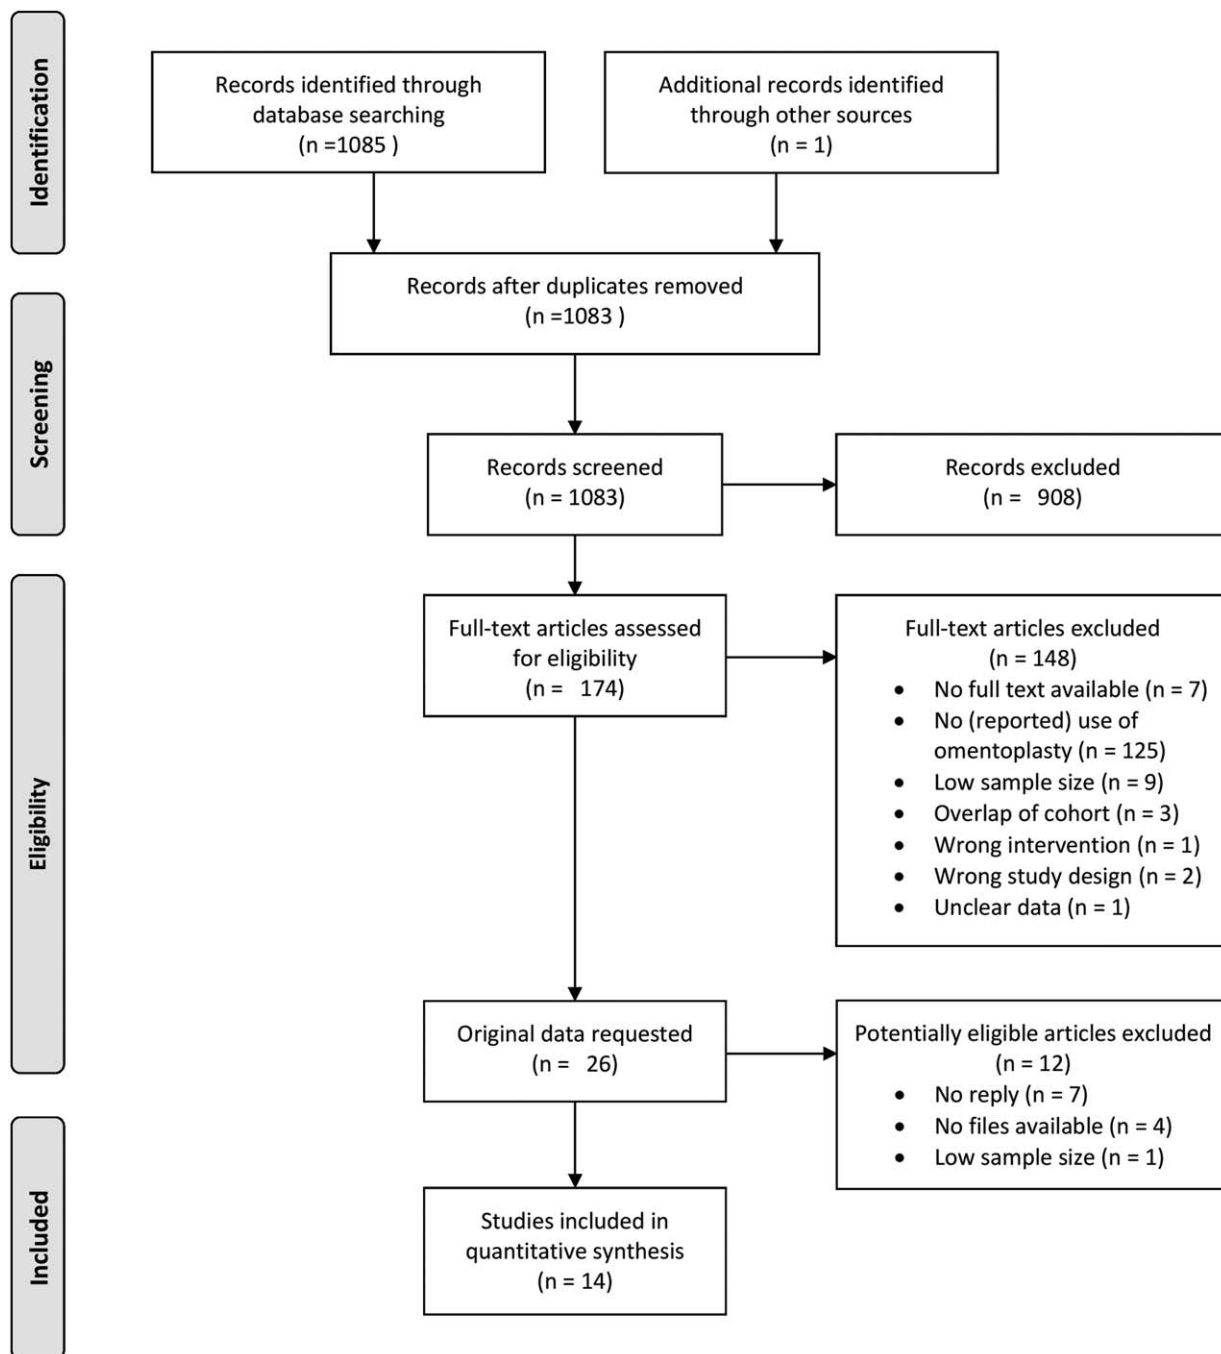 Identification
Records identified through
database searching
(n =1085 )
Additional records identified
through other sources
(n = 1)
Records after duplicates removed
(n =1083 )
Screening
Records screened
(n = 1083)
Records excluded
(n = 908)
Eligibility
Full-text articles assessed
for eligibility
(n = 174)
Full-text articles excluded
(n = 148)
• No full text available (n = 7)
• No (reported) use of
omentoplasty (n = 125)
• Low sample size (n = 9)
• Overlap of cohort (n = 3)
• Wrong intervention (n = 1)
• Wrong study design (n = 2)
• Unclear data (n = 1)
Original data requested
(n = 26)
Potentially eligible articles excluded
(n = 12)
• No reply (n = 7)
• No files available (n = 4)
• Low sample size (n = 1)
Included
Studies included in
quantitative synthesis
(n = 14)